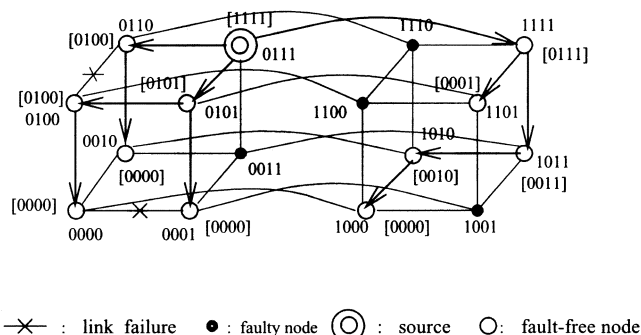 [1111]
0110 1110 1111
[0100] 0111 [0111]
[0101] [0001]
[0100] 0101 1100 1101
0100
0010 1010
[0000] 0011 [0010] 1011
[0011]
[0000] [0000] 1000 [0000] 1001
0000 0001
: link failure : faulty node : source : fault-free node